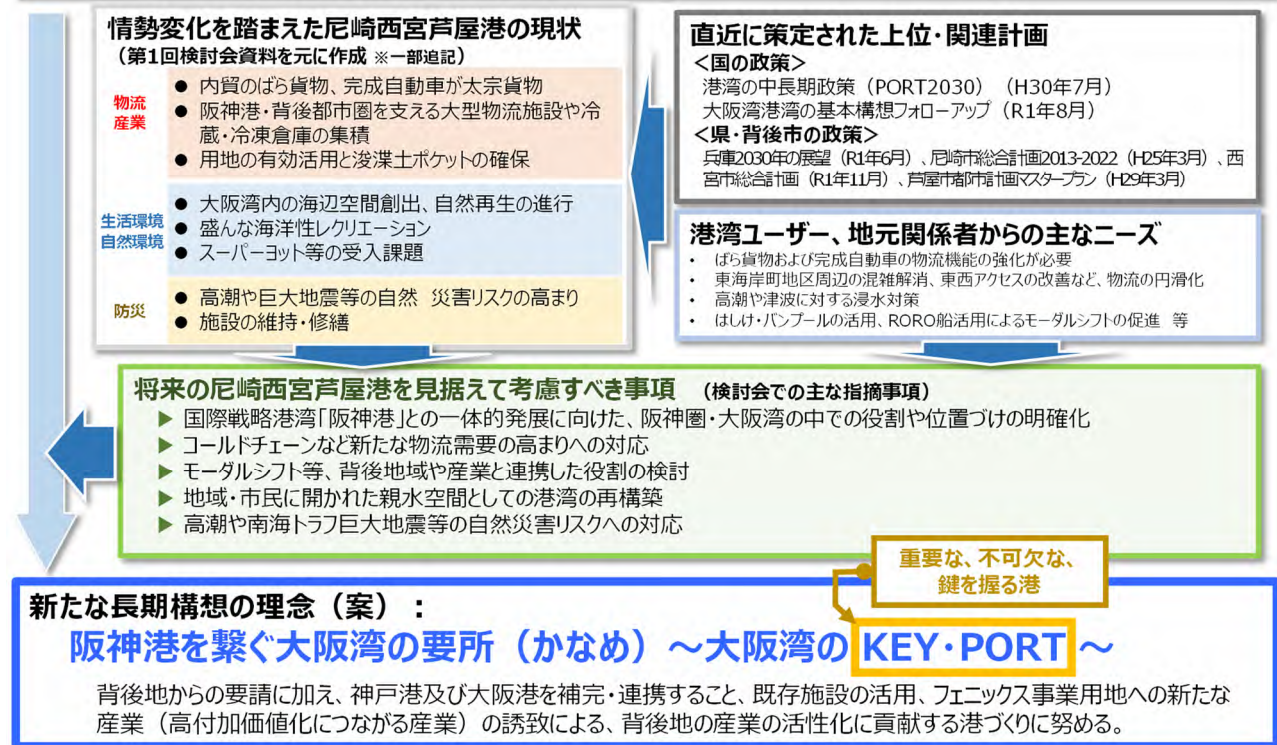 情勢変化を踏まえた尼崎西宮芦屋港の現状
（第1回検討会資料を元に作成 ※一部追記）
物流
産業
● 内貿のばら貨物、完成自動車が太宗貨物
● 阪神港・背後都市圏を支える大型物流施設や冷
蔵・冷凍倉庫の集積
● 用地の有効活用と浚渫土ポケットの確保
生活環境
自然環境
● 大阪湾内の海辺空間創出、自然再生の進行
● 盛んな海洋性レクリエーション
● スーパーヨット等の受入課題
防災
● 高潮や巨大地震等の自然 災害リスクの高まり
● 施設の維持・修繕
直近に策定された上位・関連計画
＜国の政策＞
港湾の中長期政策（PORT2030）（H30年7月）
大阪湾港湾の基本構想フォローアップ（R1年8月）
＜県・背後市の政策＞
兵庫2030年の展望（R1年6月）、尼崎市総合計画2013-2022（H25年3月）、西
宮市総合計画（R1年11月）、芦屋市都市計画マスタープラン（H29年3月）
港湾ユーザー、地元関係者からの主なニーズ
・ ばら貨物および完成自動車の物流機能の強化が必要
・ 東海岸町地区周辺の混雑解消、東西アクセスの改善など、物流の円滑化
・ 高潮や津波に対する浸水対策
・ はしけ・バンプールの活用、RORO船活用によるモーダルシフトの促進 等
将来の尼崎西宮芦屋港を見据えて考慮すべき事項 （検討会での主な指摘事項）
▶ 国際戦略港湾「阪神港」との一体的発展に向けた、阪神圏・大阪湾の中での役割や位置づけの明確化
▶ コールドチェーンなど新たな物流需要の高まりへの対応
▶ モーダルシフト等、背後地域や産業と連携した役割の検討
▶ 地域・市民に開かれた親水空間としての港湾の再構築
▶ 高潮や南海トラフ巨大地震等の自然災害リスクへの対応
重要な、不可欠な、
鍵を握る港
新たな長期構想の理念（案）：
阪神港を繋ぐ大阪湾の要所（かなめ）～大阪湾の KEY・PORT ～
背後地からの要請に加え、神戸港及び大阪港を補完・連携すること、既存施設の活用、フェニックス事業用地への新たな
産業（高付加価値化につながる産業）の誘致による、背後地の産業の活性化に貢献する港づくりに努める。